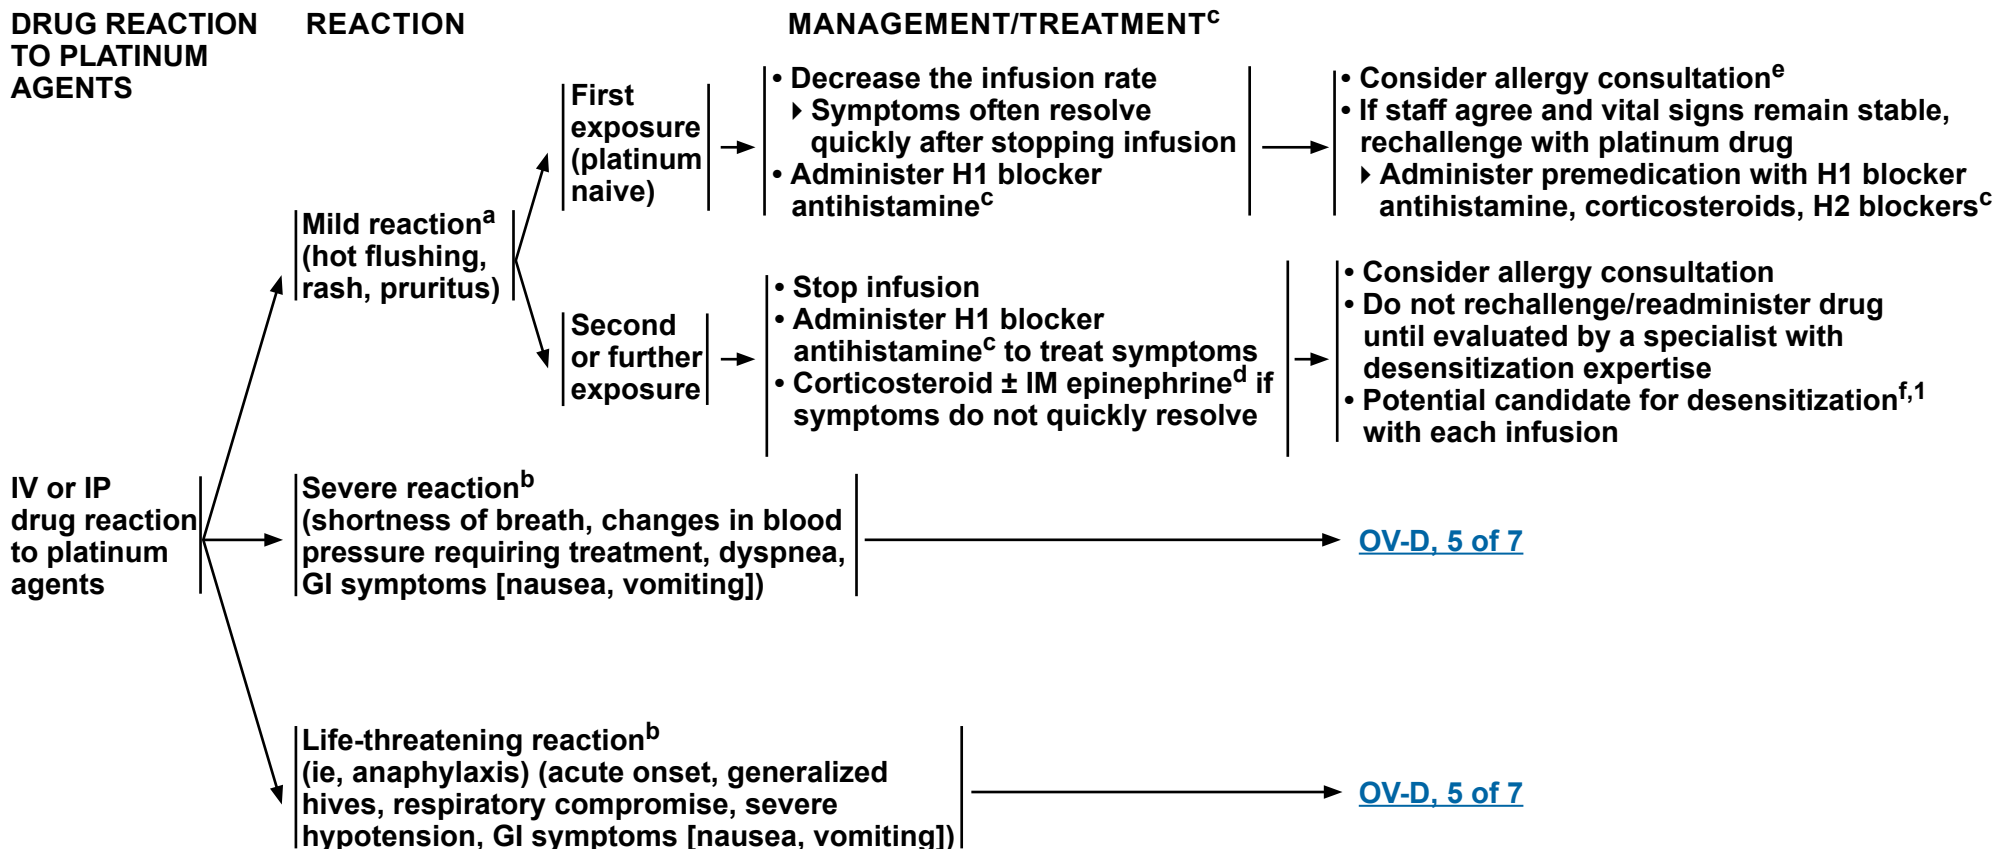 DRUG REACTION
TO PLATINUM
AGENTS
REACTION
MANAGEMENT/TREATMENTᶜ
IV or IP
drug reaction
to platinum
agents
Mild reactionᵃ
(hot flushing,
rash, pruritus)
First
exposure
(platinum
naive)
• Decrease the infusion rate
▸ Symptoms often resolve
quickly after stopping infusion
• Administer H1 blocker
antihistamineᶜ
• Consider allergy consultationᵉ
• If staff agree and vital signs remain stable,
rechallenge with platinum drug
▸ Administer premedication with H1 blocker
antihistamine, corticosteroids, H2 blockersᶜ
Second
or further
exposure
• Stop infusion
• Administer H1 blocker
antihistamineᶜ to treat symptoms
• Corticosteroid ± IM epinephrineᵈ if
symptoms do not quickly resolve
• Consider allergy consultation
• Do not rechallenge/readminister drug
until evaluated by a specialist with
desensitization expertise
• Potential candidate for desensitizationᶠ,¹
with each infusion
Severe reactionᵇ
(shortness of breath, changes in blood
pressure requiring treatment, dyspnea,
GI symptoms [nausea, vomiting])
OV-D, 5 of 7
Life-threatening reactionᵇ
(ie, anaphylaxis) (acute onset, generalized
hives, respiratory compromise, severe
hypotension, GI symptoms [nausea, vomiting])
OV-D, 5 of 7